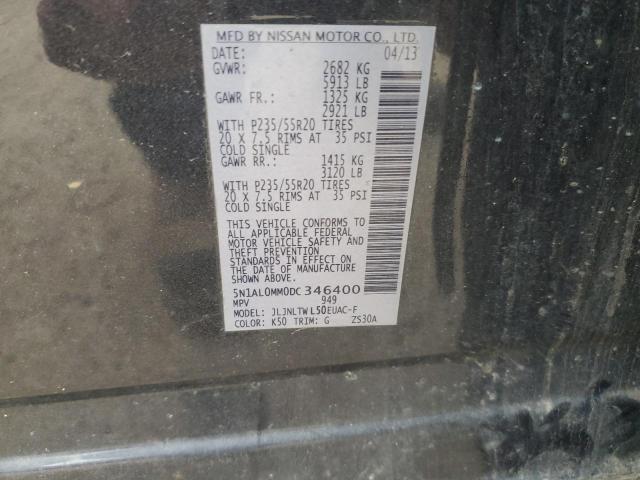 MFD BY NISSAN MOTOR CO., LTD.
DATE: 04/13
GVWR: 2682 KG
5913 LB
GAWR FR.: 1325 KG
2921 LB
WITH P235/55R20 TIRES
20 X 7.5 RIMS AT 35 PSI
COLD SINGLE
GAWR RR.: 1415 KG
3120 LB
WITH P235/55R20 TIRES
20 X 7.5 RIMS AT 35 PSI
COLD SINGLE
THIS VEHICLE CONFORMS TO
ALL APPLICABLE FEDERAL
MOTOR VEHICLE SAFETY AND
THEFT PREVENTION
STANDARDS IN EFFECT ON
THE DATE OF MANUFACTURE
SHOWN ABOVE.
5N1AL0MM0DC346400
MPV 949
MODEL: JLJNLTWL50EUAC-F
COLOR: K50 TRIM: G ZS30A